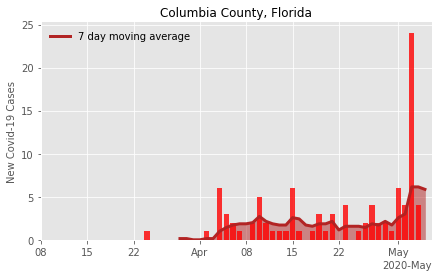 Columbia County, Florida
7 day moving average
New Covid-19 Cases
25
20
15
10
5
0
08 15 22 Apr 08 15 22 May
2020-May